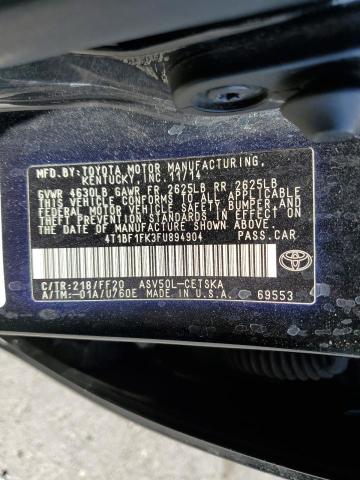 MFD.BY:TOYOTA MOTOR MANUFACTURING,
KENTUCKY, INC. 11/14
GVWR 4630LB GAWR FR 2625LB RR 2625LB
THIS VEHICLE CONFORMS TO ALL APPLICABLE
FEDERAL MOTOR VEHICLE SAFETY, BUMPER, AND
THEFT PREVENTION STANDARDS IN EFFECT ON
THE DATE OF MANUFACTURE SHOWN ABOVE.
4T1BF1FK3FU894904 PASS.CAR
C/TR:218/FF20 ASV50L-CETSKA
A/TM:-01A/U760E MADE IN U.S.A. 69553